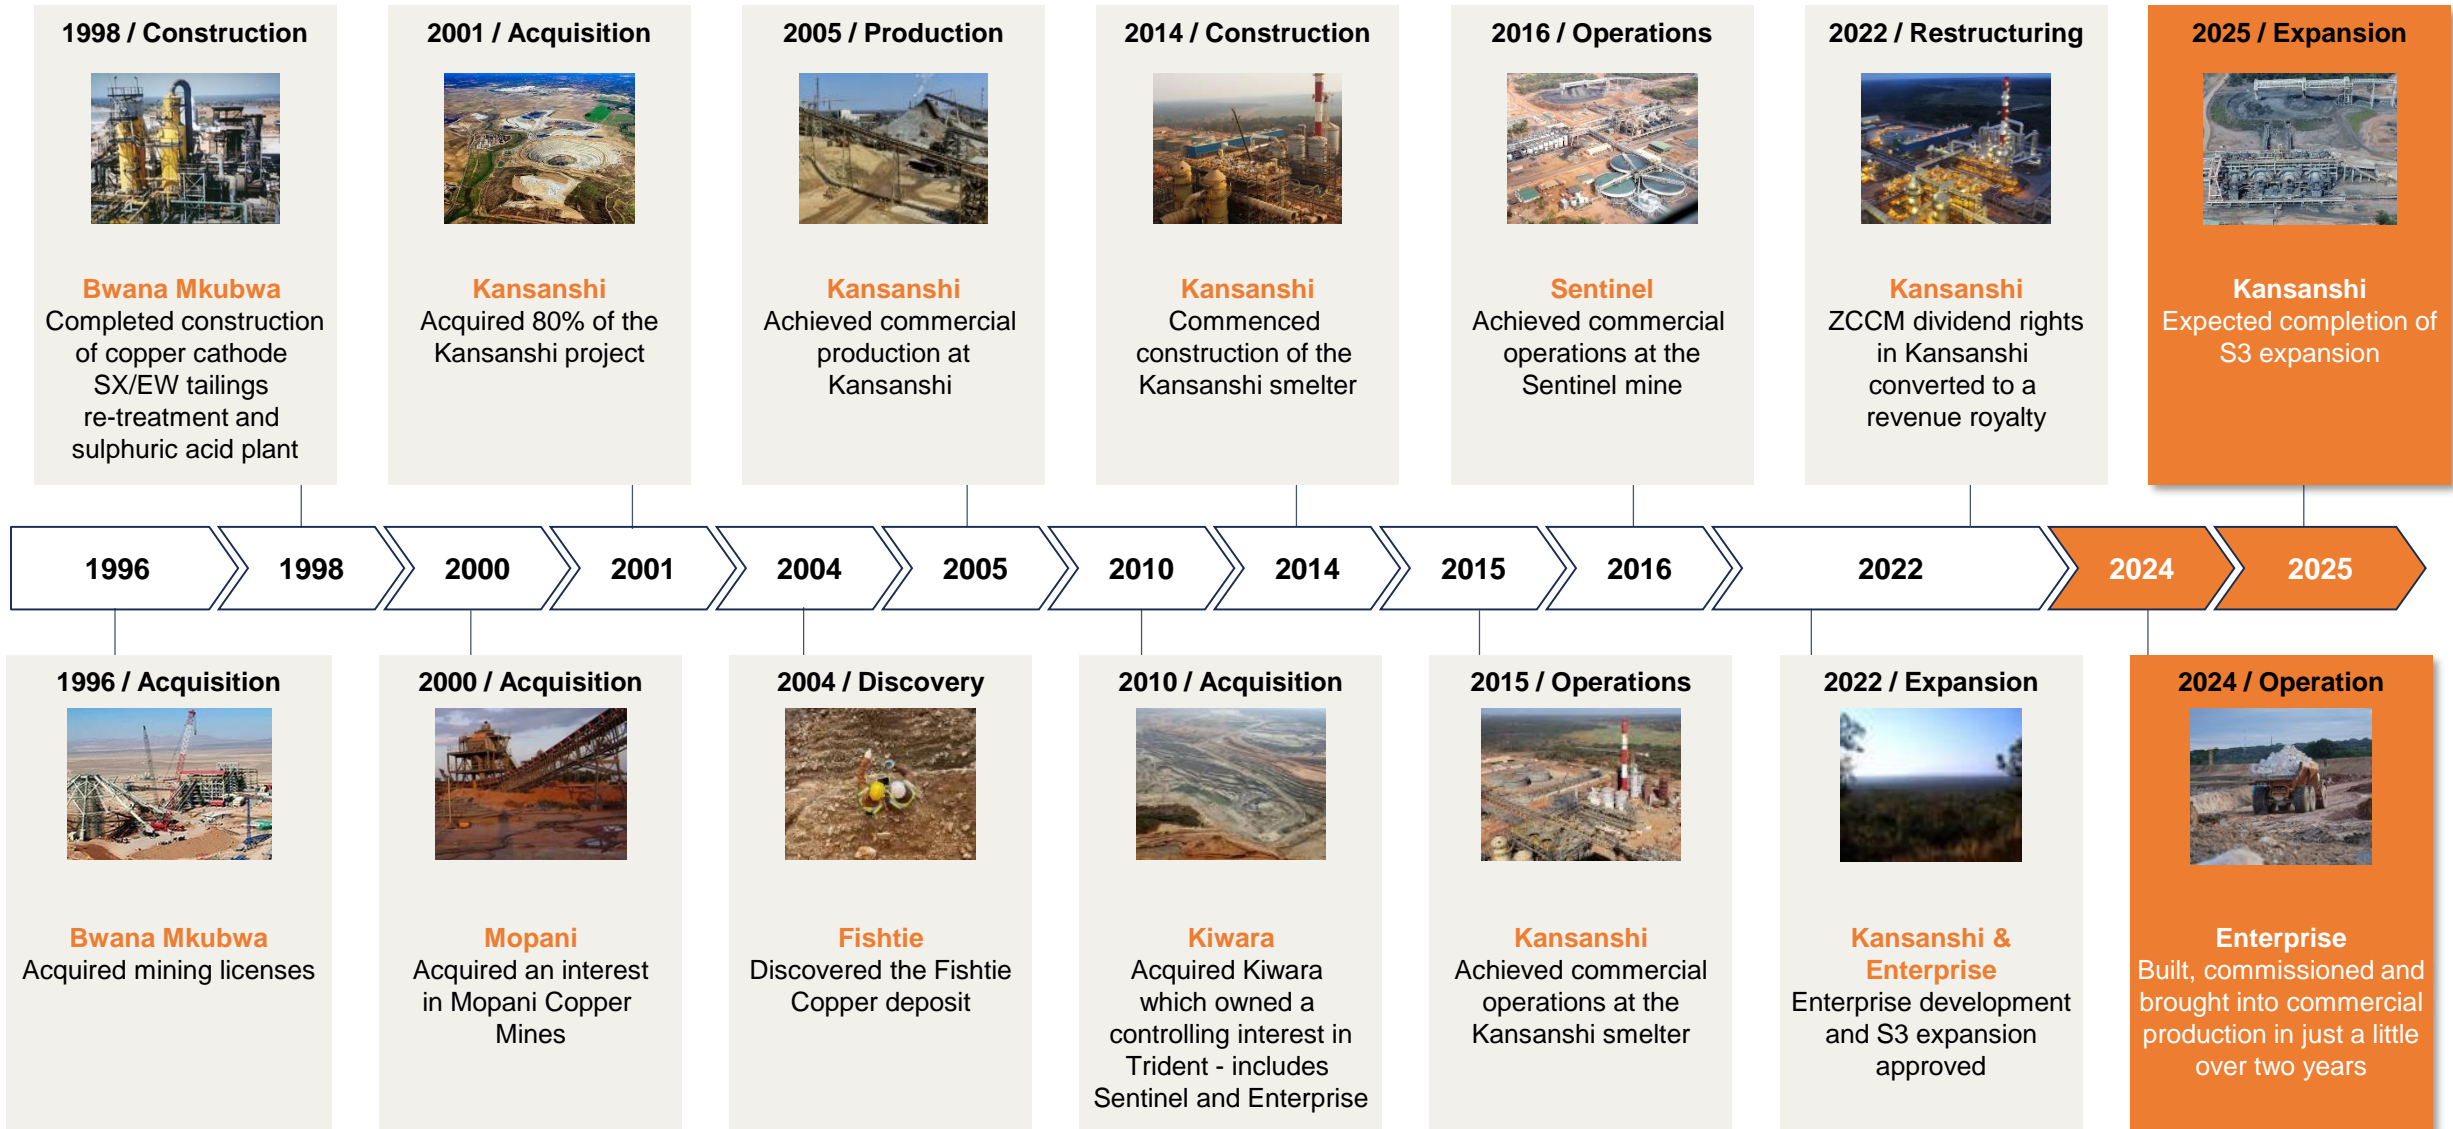 1998 / Construction
Bwana Mkubwa
Completed construction
of copper cathode
SX/EW tailings
re-treatment and
sulphuric acid plant
2001 / Acquisition
Kansanshi
Acquired 80% of the
Kansanshi project
2005 / Production
Kansanshi
Achieved commercial
production at
Kansanshi
2014 / Construction
Kansanshi
Commenced
construction of the
Kansanshi smelter
2016 / Operations
Sentinel
Achieved commercial
operations at the
Sentinel mine
2022 / Restructuring
Kansanshi
ZCCM dividend rights
in Kansanshi
converted to a
revenue royalty
2025 / Expansion
Kansanshi
Expected completion of
S3 expansion
1996
1998
2000
2001
2004
2005
2010
2014
2015
2016
2022
2024
2025
1996 / Acquisition
Bwana Mkubwa
Acquired mining licenses
2000 / Acquisition
Mopani
Acquired an interest
in Mopani Copper
Mines
2004 / Discovery
Fishtie
Discovered the Fishtie
Copper deposit
2010 / Acquisition
Kiwara
Acquired Kiwara
which owned a
controlling interest in
Trident - includes
Sentinel and Enterprise
2015 / Operations
Kansanshi
Achieved commercial
operations at the
Kansanshi smelter
2022 / Expansion
Kansanshi &
Enterprise
Enterprise development
and S3 expansion
approved
2024 / Operation
Enterprise
Built, commissioned and
brought into commercial
production in just a little
over two years